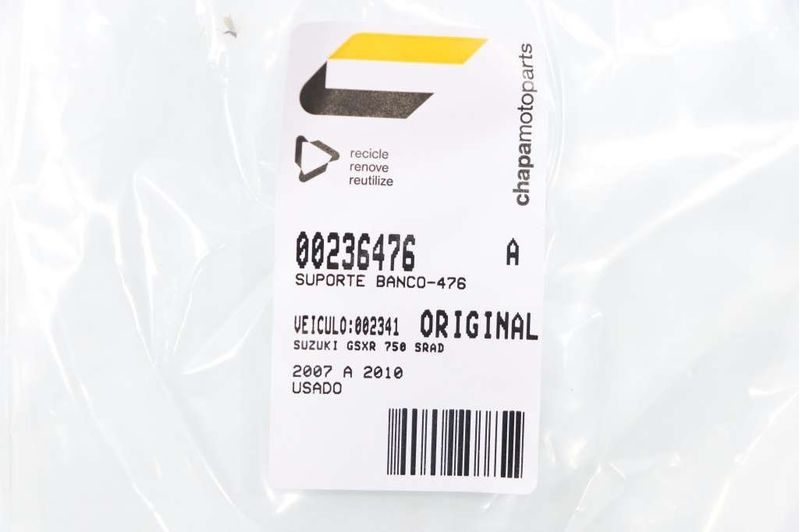 chapamotoparts
recicle
renove
reutilize
00236476 A
SUPORTE BANCO-476
VEICULO:002341 ORIGINAL
SUZUKI GSXR 750 SRAD
2007 A 2010
USADO